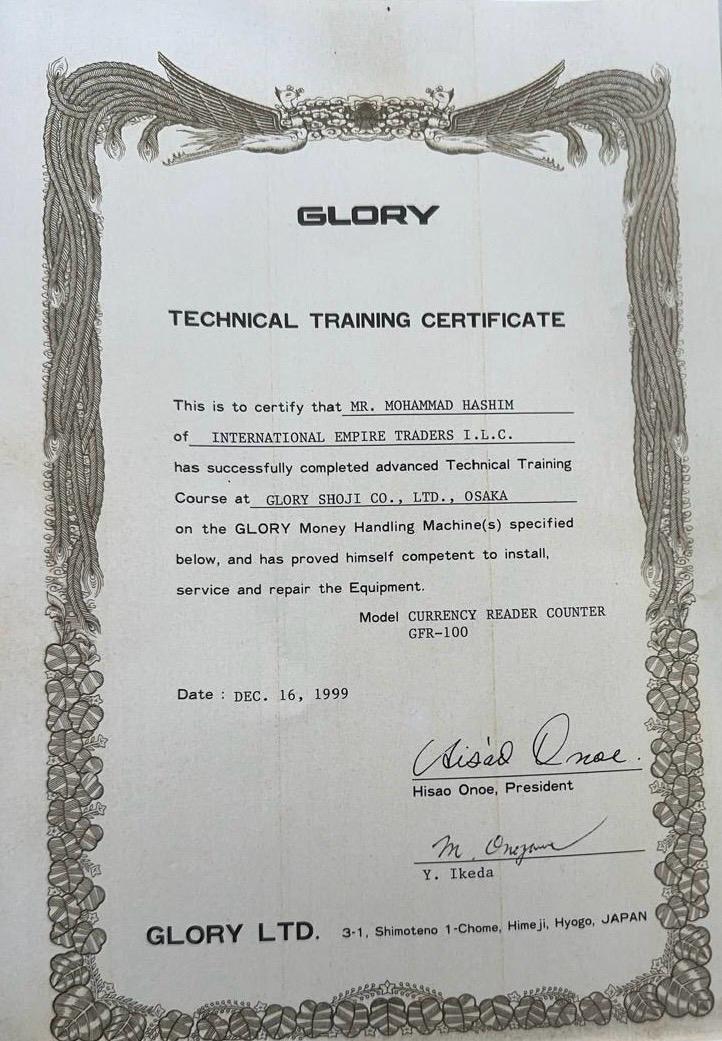 GLORY
TECHNICAL TRAINING CERTIFICATE
This is to certify that MR. MOHAMMAD HASHIM
of INTERNATIONAL EMPIRE TRADERS I.L.C.
has successfully completed advanced Technical Training
Course at GLORY SHOJI CO., LTD., OSAKA
on the GLORY Money Handling Machine(s) specified
below, and has proved himself competent to install,
service and repair the Equipment.
Model CURRENCY READER COUNTER
GFR-100
Date : DEC. 16, 1999
Hisao Onoe.
Hisao Onoe, President
M.
Y. Ikeda
GLORY LTD. 3-1, Shimoteno 1-Chome, Himeji, Hyogo, JAPAN